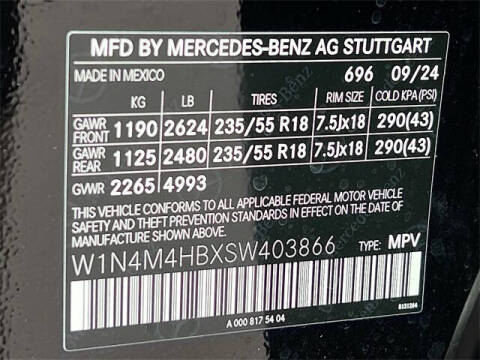 MFD BY MERCEDES-BENZ AG STUTTGART
MADE IN MEXICO 696 09/24
KG LB TIRES RIM SIZE COLD KPA (PSI)
GAWR FRONT 1190 2624 235/55 R18 7.5Jx18 290(43)
GAWR REAR 1125 2480 235/55 R18 7.5Jx18 290(43)
GVWR 2265 4993
THIS VEHICLE CONFORMS TO ALL APPLICABLE FEDERAL MOTOR VEHICLE
SAFETY AND THEFT PREVENTION STANDARDS IN EFFECT
ON THE DATE OF MANUFACTURE SHOWN ABOVE.
W1N4M4HBXSW403866 TYPE: MPV
A 000 817 54 04